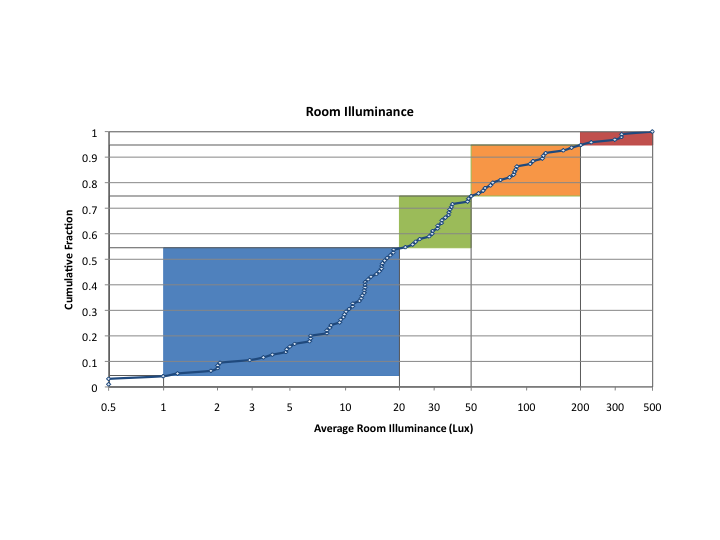 Room Illuminance
1
0.9
0.8
0.7
0.6
0.5
0.4
0.3
0.2
0.1
0
Cumulative Fraction
0.5 1 2 3 5 10 20 30 50 100 200 300 500
Average Room Illuminance (Lux)